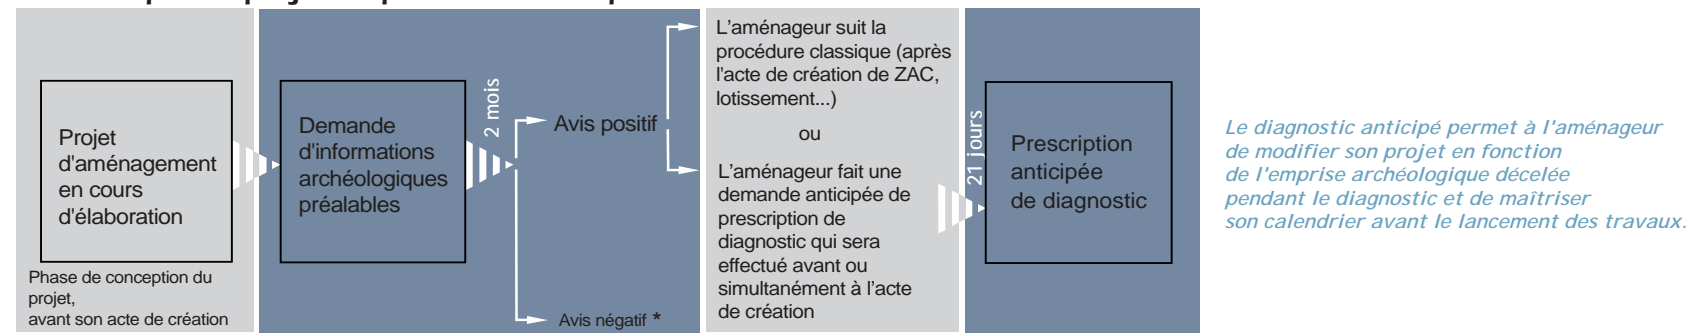 Projet
d'aménagement
en cours
d'élaboration
Phase de conception du
projet,
avant son acte de création
Demande
d'informations
archéologiques
préalables
2 mois
Avis positif
Avis négatif *
L'aménageur suit la
procédure classique (après
l'acte de création de ZAC,
lotissement...)
ou
L'aménageur fait une
demande anticipée de
prescription de
diagnostic qui sera
effectué avant ou
simultanément à l'acte
de création
21 jours
Prescription
anticipée
de diagnostic
Le diagnostic anticipé permet à l'aménageur
de modifier son projet en fonction
de l'emprise archéologique décelée
pendant le diagnostic et de maîtriser
son calendrier avant le lancement des travaux.